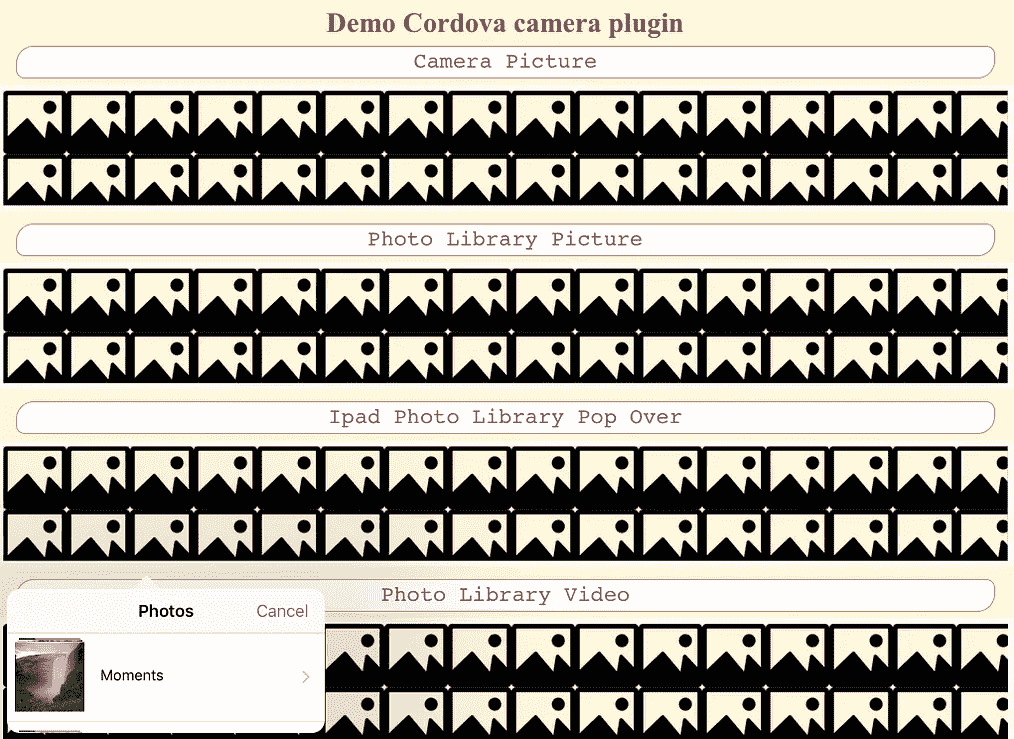 Demo Cordova camera plugin
Camera Picture
Photo Library Picture
Ipad Photo Library Pop Over
Photo Library Video
Photos Cancel
Moments